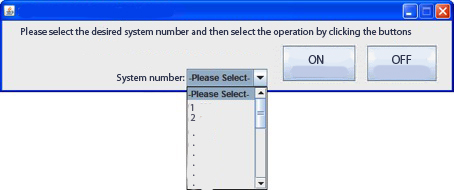 Please select the desired system number and then select the operation by clicking the buttons
ON OFF
System number: -Please Select-
-Please Select-
1
2
.
.
.
.
.
.